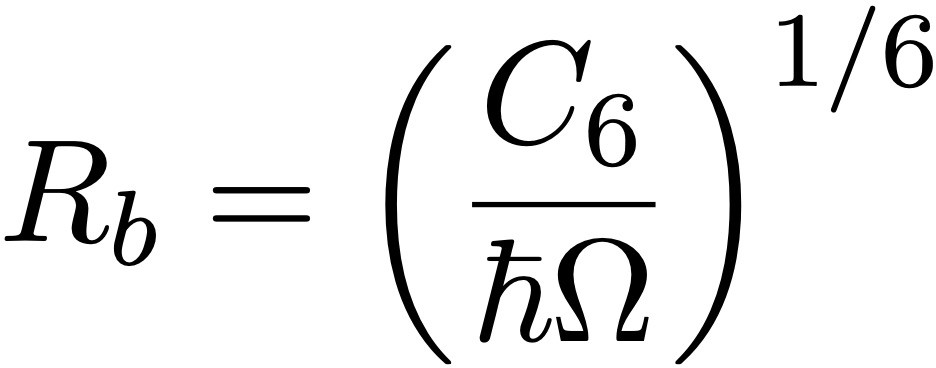 R_b = \left( \frac{C_6}{\hbar\Omega} \right)^{1/6}